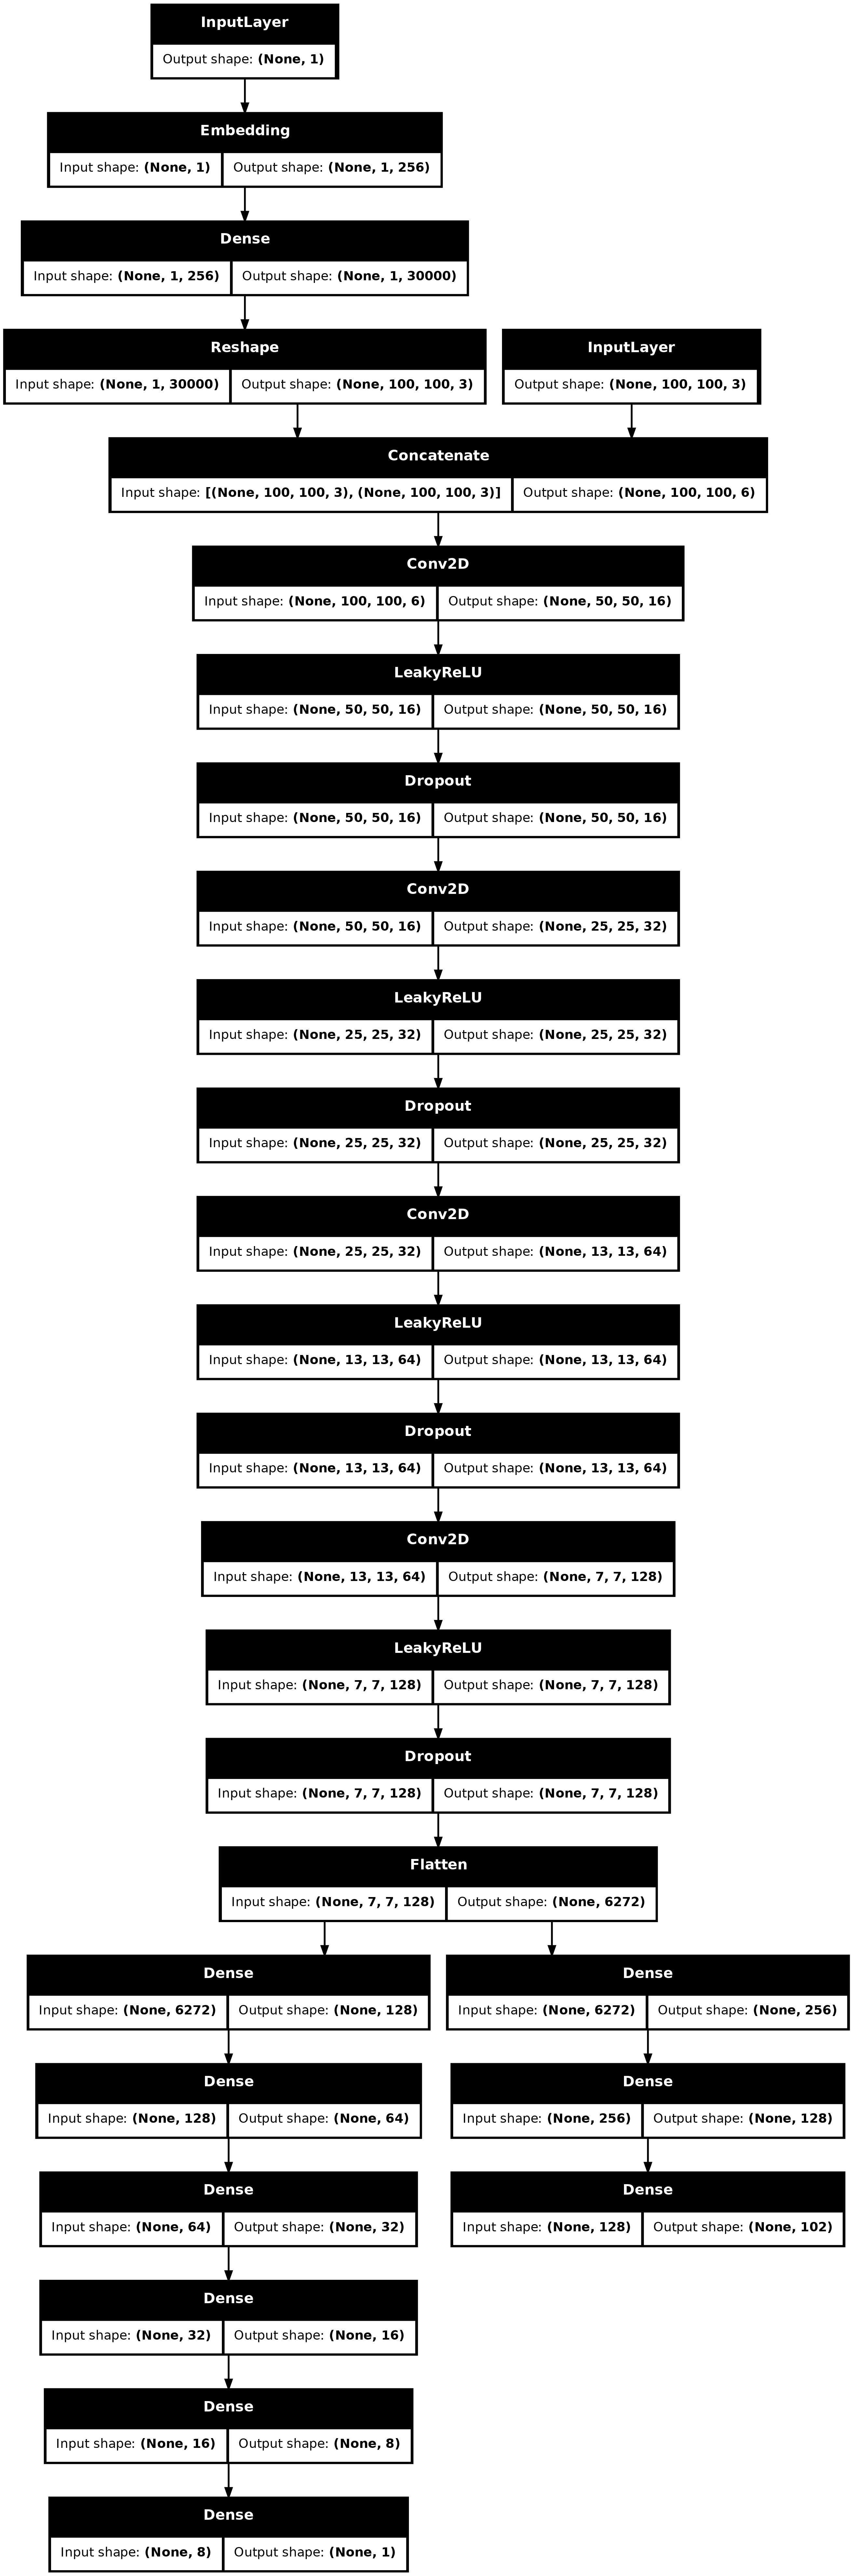 InputLayer
Output shape: (None, 1)
Embedding
Input shape: (None, 1) Output shape: (None, 1, 256)
Dense
Input shape: (None, 1, 256) Output shape: (None, 1, 30000)
Reshape InputLayer
Input shape: (None, 1, 30000) Output shape: (None, 100, 100, 3) Output shape: (None, 100, 100, 3)
Concatenate
Input shape: [(None, 100, 100, 3), (None, 100, 100, 3)] Output shape: (None, 100, 100, 6)
Conv2D
Input shape: (None, 100, 100, 6) Output shape: (None, 50, 50, 16)
LeakyReLU
Input shape: (None, 50, 50, 16) Output shape: (None, 50, 50, 16)
Dropout
Input shape: (None, 50, 50, 16) Output shape: (None, 50, 50, 16)
Conv2D
Input shape: (None, 50, 50, 16) Output shape: (None, 25, 25, 32)
LeakyReLU
Input shape: (None, 25, 25, 32) Output shape: (None, 25, 25, 32)
Dropout
Input shape: (None, 25, 25, 32) Output shape: (None, 25, 25, 32)
Conv2D
Input shape: (None, 25, 25, 32) Output shape: (None, 13, 13, 64)
LeakyReLU
Input shape: (None, 13, 13, 64) Output shape: (None, 13, 13, 64)
Dropout
Input shape: (None, 13, 13, 64) Output shape: (None, 13, 13, 64)
Conv2D
Input shape: (None, 13, 13, 64) Output shape: (None, 7, 7, 128)
LeakyReLU
Input shape: (None, 7, 7, 128) Output shape: (None, 7, 7, 128)
Dropout
Input shape: (None, 7, 7, 128) Output shape: (None, 7, 7, 128)
Flatten
Input shape: (None, 7, 7, 128) Output shape: (None, 6272)
Dense Dense
Input shape: (None, 6272) Output shape: (None, 128) Input shape: (None, 6272) Output shape: (None, 256)
Dense Dense
Input shape: (None, 128) Output shape: (None, 64) Input shape: (None, 256) Output shape: (None, 128)
Dense Dense
Input shape: (None, 64) Output shape: (None, 32) Input shape: (None, 128) Output shape: (None, 102)
Dense
Input shape: (None, 32) Output shape: (None, 16)
Dense
Input shape: (None, 16) Output shape: (None, 8)
Dense
Input shape: (None, 8) Output shape: (None, 1)